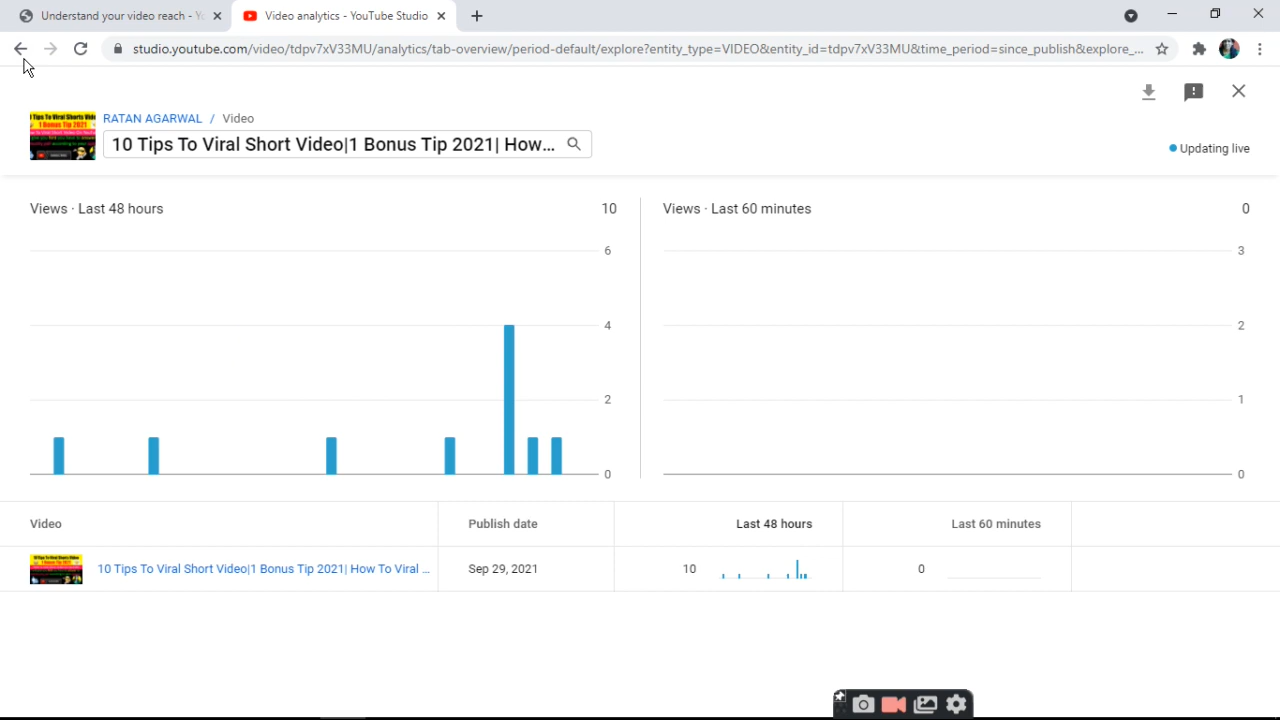 Understand your video reach - Yo
Video analytics - YouTube Studio
studio.youtube.com/video/tdpv7xV33MU/analytics/tab-overview/period-default/explore?entity_type=VIDEO&entity_id=tdpv7xV33MU&time_period=since_publish&explore_...
RATAN AGARWAL / Video
10 Tips To Viral Short Video|1 Bonus Tip 2021| How...
Updating live
Views · Last 48 hours 10
6
4
2
0
Views · Last 60 minutes 0
3
2
1
0
Video Publish date Last 48 hours Last 60 minutes
10 Tips To Viral Short Video|1 Bonus Tip 2021| How To Viral ... Sep 29, 2021 10 0